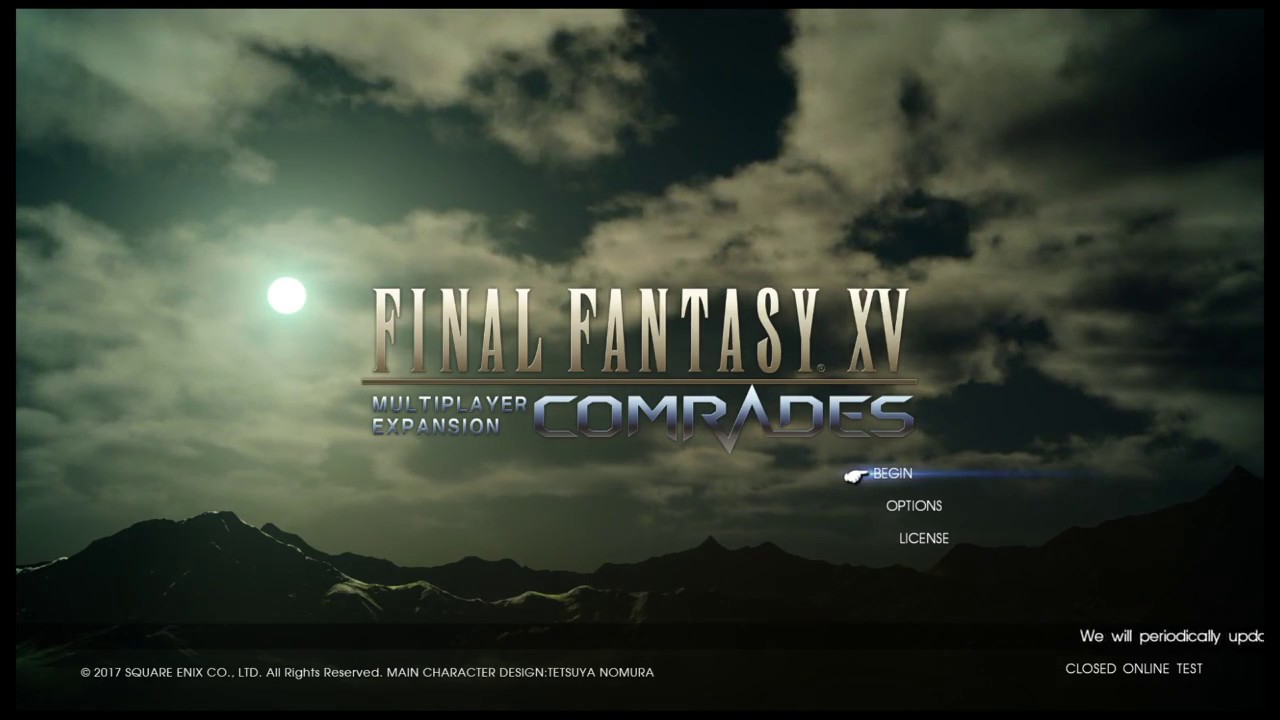 FINAL FANTASY® XV
MULTIPLAYER
EXPANSION
COMRADES
BEGIN
OPTIONS
LICENSE
We will periodically
CLOSED ONLINE TEST
© 2017 SQUARE ENIX CO., LTD. All Rights Reserved. MAIN CHARACTER DESIGN:TETSUYA NOMURA